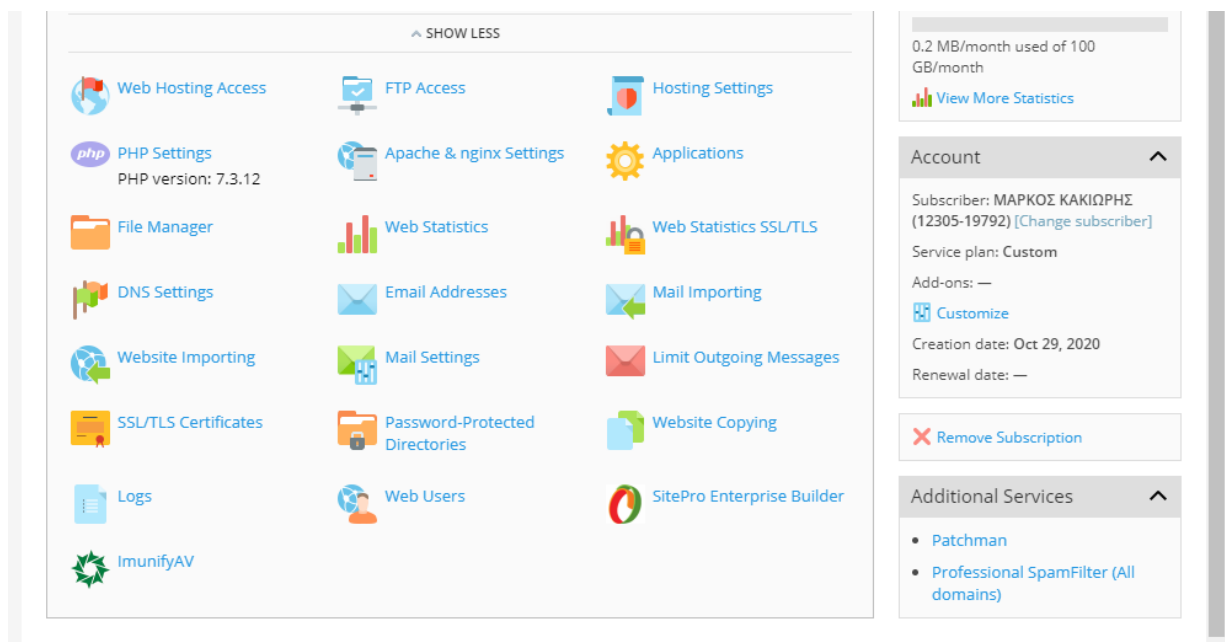 SHOW LESS
Web Hosting Access
FTP Access
Hosting Settings
php
PHP Settings
PHP version: 7.3.12
Apache & nginx Settings
Applications
File Manager
Web Statistics
Web Statistics SSL/TLS
DNS Settings
Email Addresses
Mail Importing
Website Importing
Mail Settings
Limit Outgoing Messages
SSL/TLS Certificates
Password-Protected
Directories
Website Copying
Logs
Web Users
SitePro Enterprise Builder
ImunifyAV
0.2 MB/month used of 100
GB/month
View More Statistics
Account
Subscriber: ΜΑΡΚΟΣ ΚΑΚΙΩΡΗΣ
(12305-19792) [Change subscriber]
Service plan: Custom
Add-ons: —
Customize
Creation date: Oct 29, 2020
Renewal date: —
Remove Subscription
Additional Services
• Patchman
• Professional SpamFilter (All
domains)